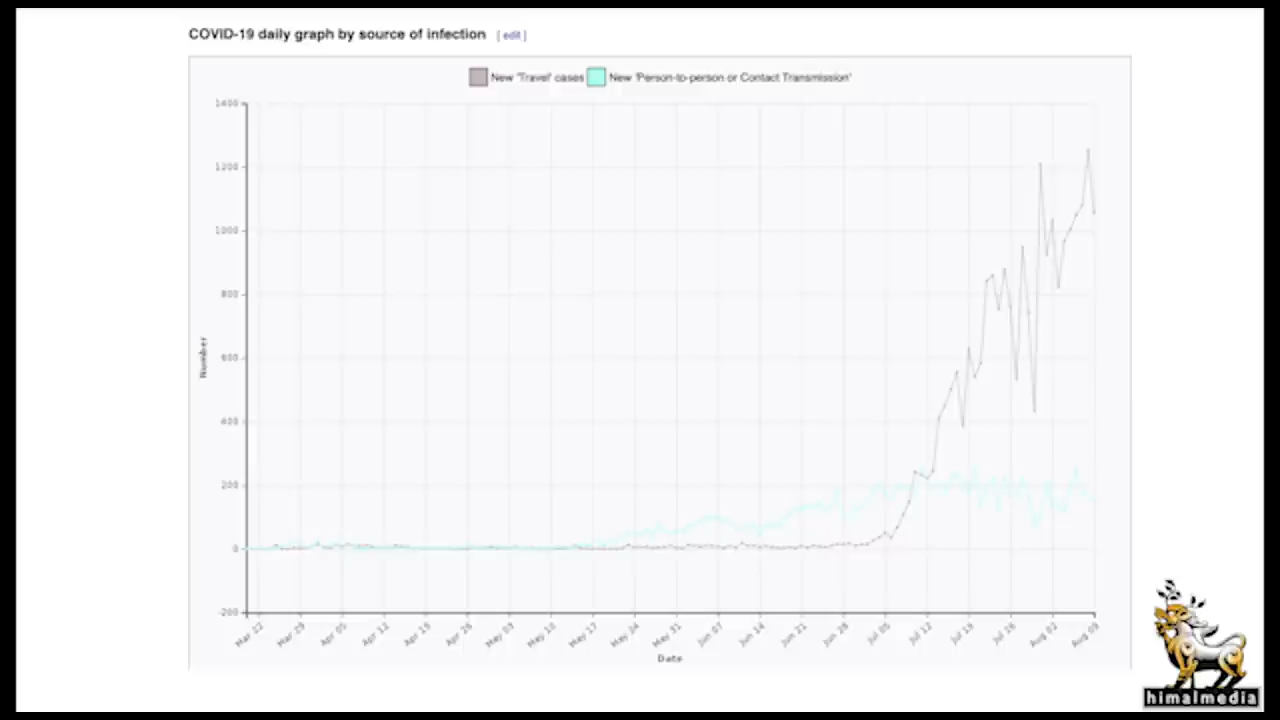 COVID-19 daily graph by source of infection [ edit ]
New 'Travel' cases New 'Person-to-person or Contact Transmission'
1400
1200
1000
800
600
400
200
0
-200
Number
Mar 22 Mar 29 Apr 05 Apr 12 Apr 19 Apr 26 May 03 May 10 May 17 May 24 May 31 Jun 07 Jun 14 Jun 21 Jun 28 Jul 05 Jul 12 Jul 19 Jul 26 Aug 02 Aug 09
Date
himalmedia